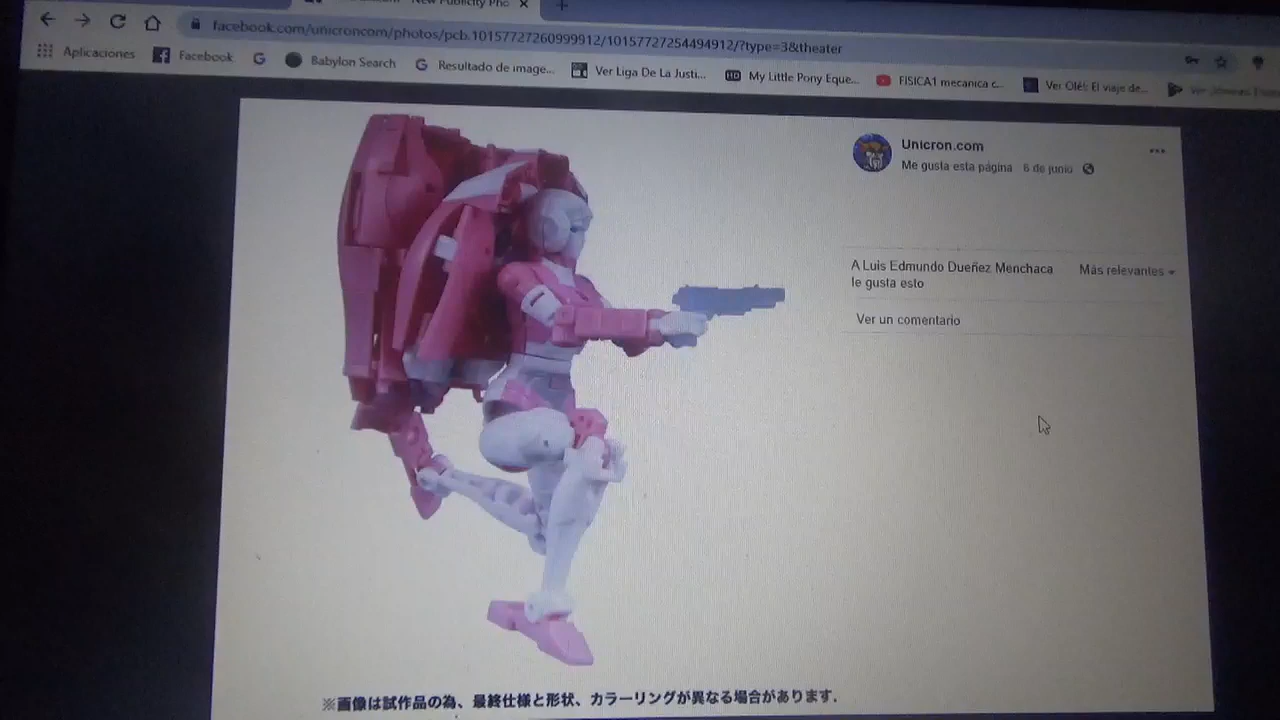 New Publicity Pho
facebook.com/unicroncom/photos/pcb.10157727260999912/10157727254494912/?type=3&theater
Aplicaciones Facebook Babylon Search Resultado de image... Ver Liga De La Justi... My Little Pony Eque... FISICA1 mecanica c... Ver Olé!: El viaje de...
Unicron.com
Me gusta esta página 6 de junio
A Luis Edmundo Dueñez Menchaca
le gusta esto
Más relevantes
Ver un comentario
※画像は試作品の為、最終仕様と形状、カラーリングが異なる場合があります.